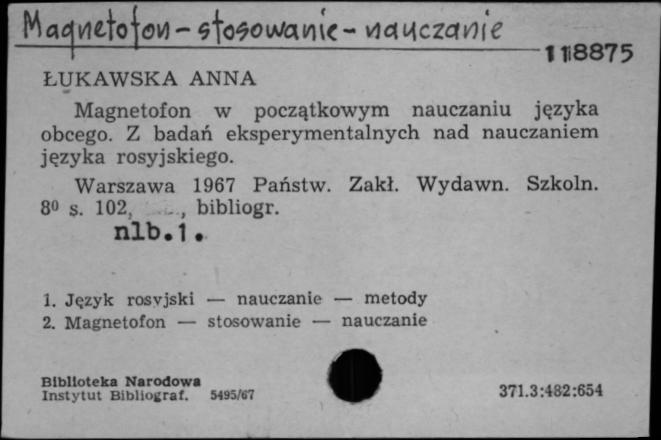 Magnetofon – stosowanie – nauczanie
118875
ŁUKAWSKA ANNA
Magnetofon w początkowym nauczaniu języka
obcego. Z badań eksperymentalnych nad nauczaniem
języka rosyjskiego.
Warszawa 1967 Państw. Zakł. Wydawn. Szkoln.
8⁰ s. 102, , bibliogr.
nlb.1.
1. Język rosyjski — nauczanie — metody
2. Magnetofon — stosowanie — nauczanie
Biblioteka Narodowa
Instytut Bibliograf. 5495/67
371.3:482:654